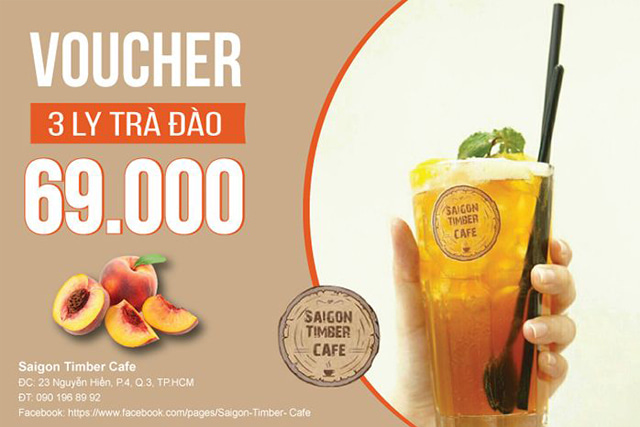 VOUCHER
3 LY TRÀ ĐÀO
69.000
SAIGON
TIMBER
CAFE
SAIGON
TIMBER
CAFE
Saigon Timber Cafe
ĐC: 23 Nguyễn Hiền, P.4, Q.3, TP.HCM
ĐT: 090 196 89 92
Facebook: https://www.facebook.com/pages/Saigon-Timber- Cafe